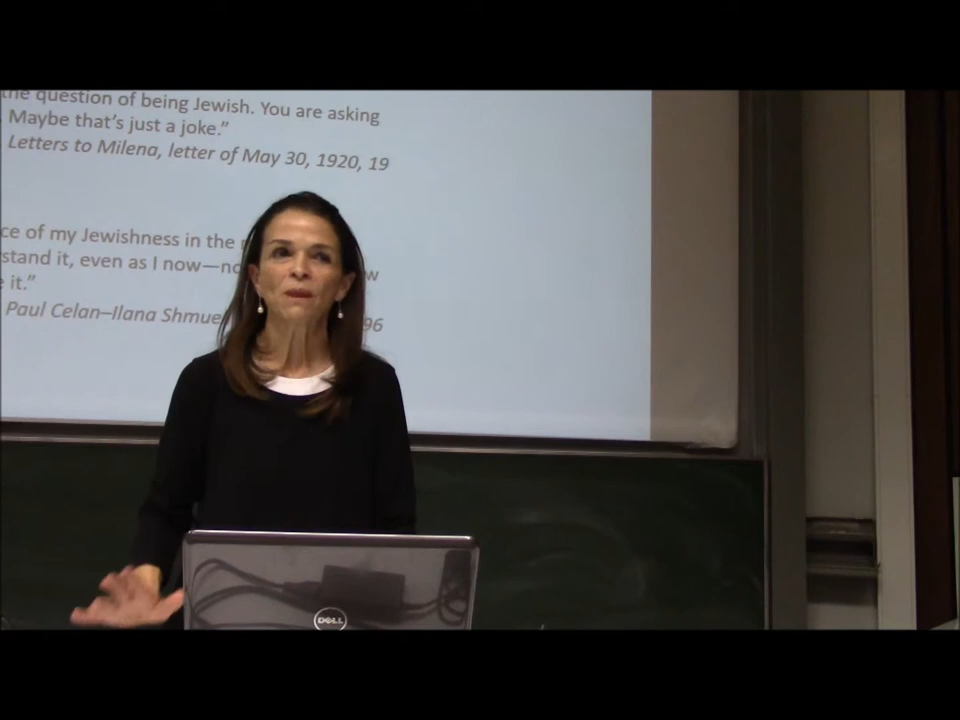 the question of being Jewish. You are asking
Maybe that's just a joke."
Letters to Milena, letter of May 30, 1920, 19
ce of my Jewishness in the
stand it, even as I now—no w
e it."
Paul Celan–Ilana Shmue 96
DELL